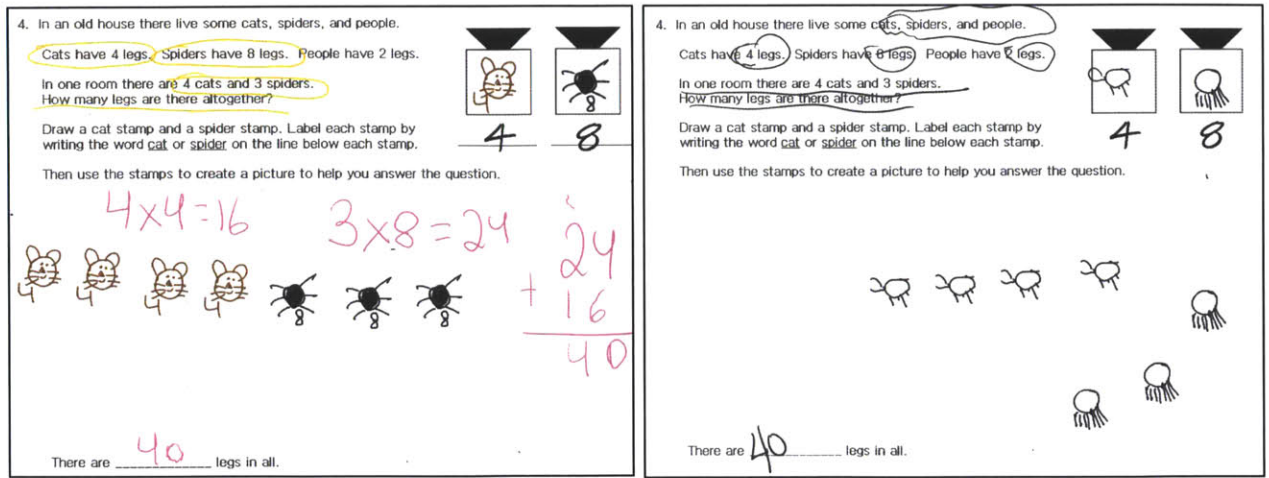 4. In an old house there live some cats, spiders, and people.
Cats have 4 legs. Spiders have 8 legs. People have 2 legs.
In one room there are 4 cats and 3 spiders.
How many legs are there altogether?
4
8
Draw a cat stamp and a spider stamp. Label each stamp by
writing the word cat or spider on the line below each stamp.
4 8
Then use the stamps to create a picture to help you answer the question.
4x4=16
3x8=24
24
+ 16
40
4 4 4 4 8 8 8
There are 40 legs in all.
4. In an old house there live some cats, spiders, and people.
Cats have 4 legs. Spiders have 8 legs. People have 2 legs.
In one room there are 4 cats and 3 spiders.
How many legs are there altogether?
Draw a cat stamp and a spider stamp. Label each stamp by
writing the word cat or spider on the line below each stamp.
4 8
Then use the stamps to create a picture to help you answer the question.
There are 40 legs in all.